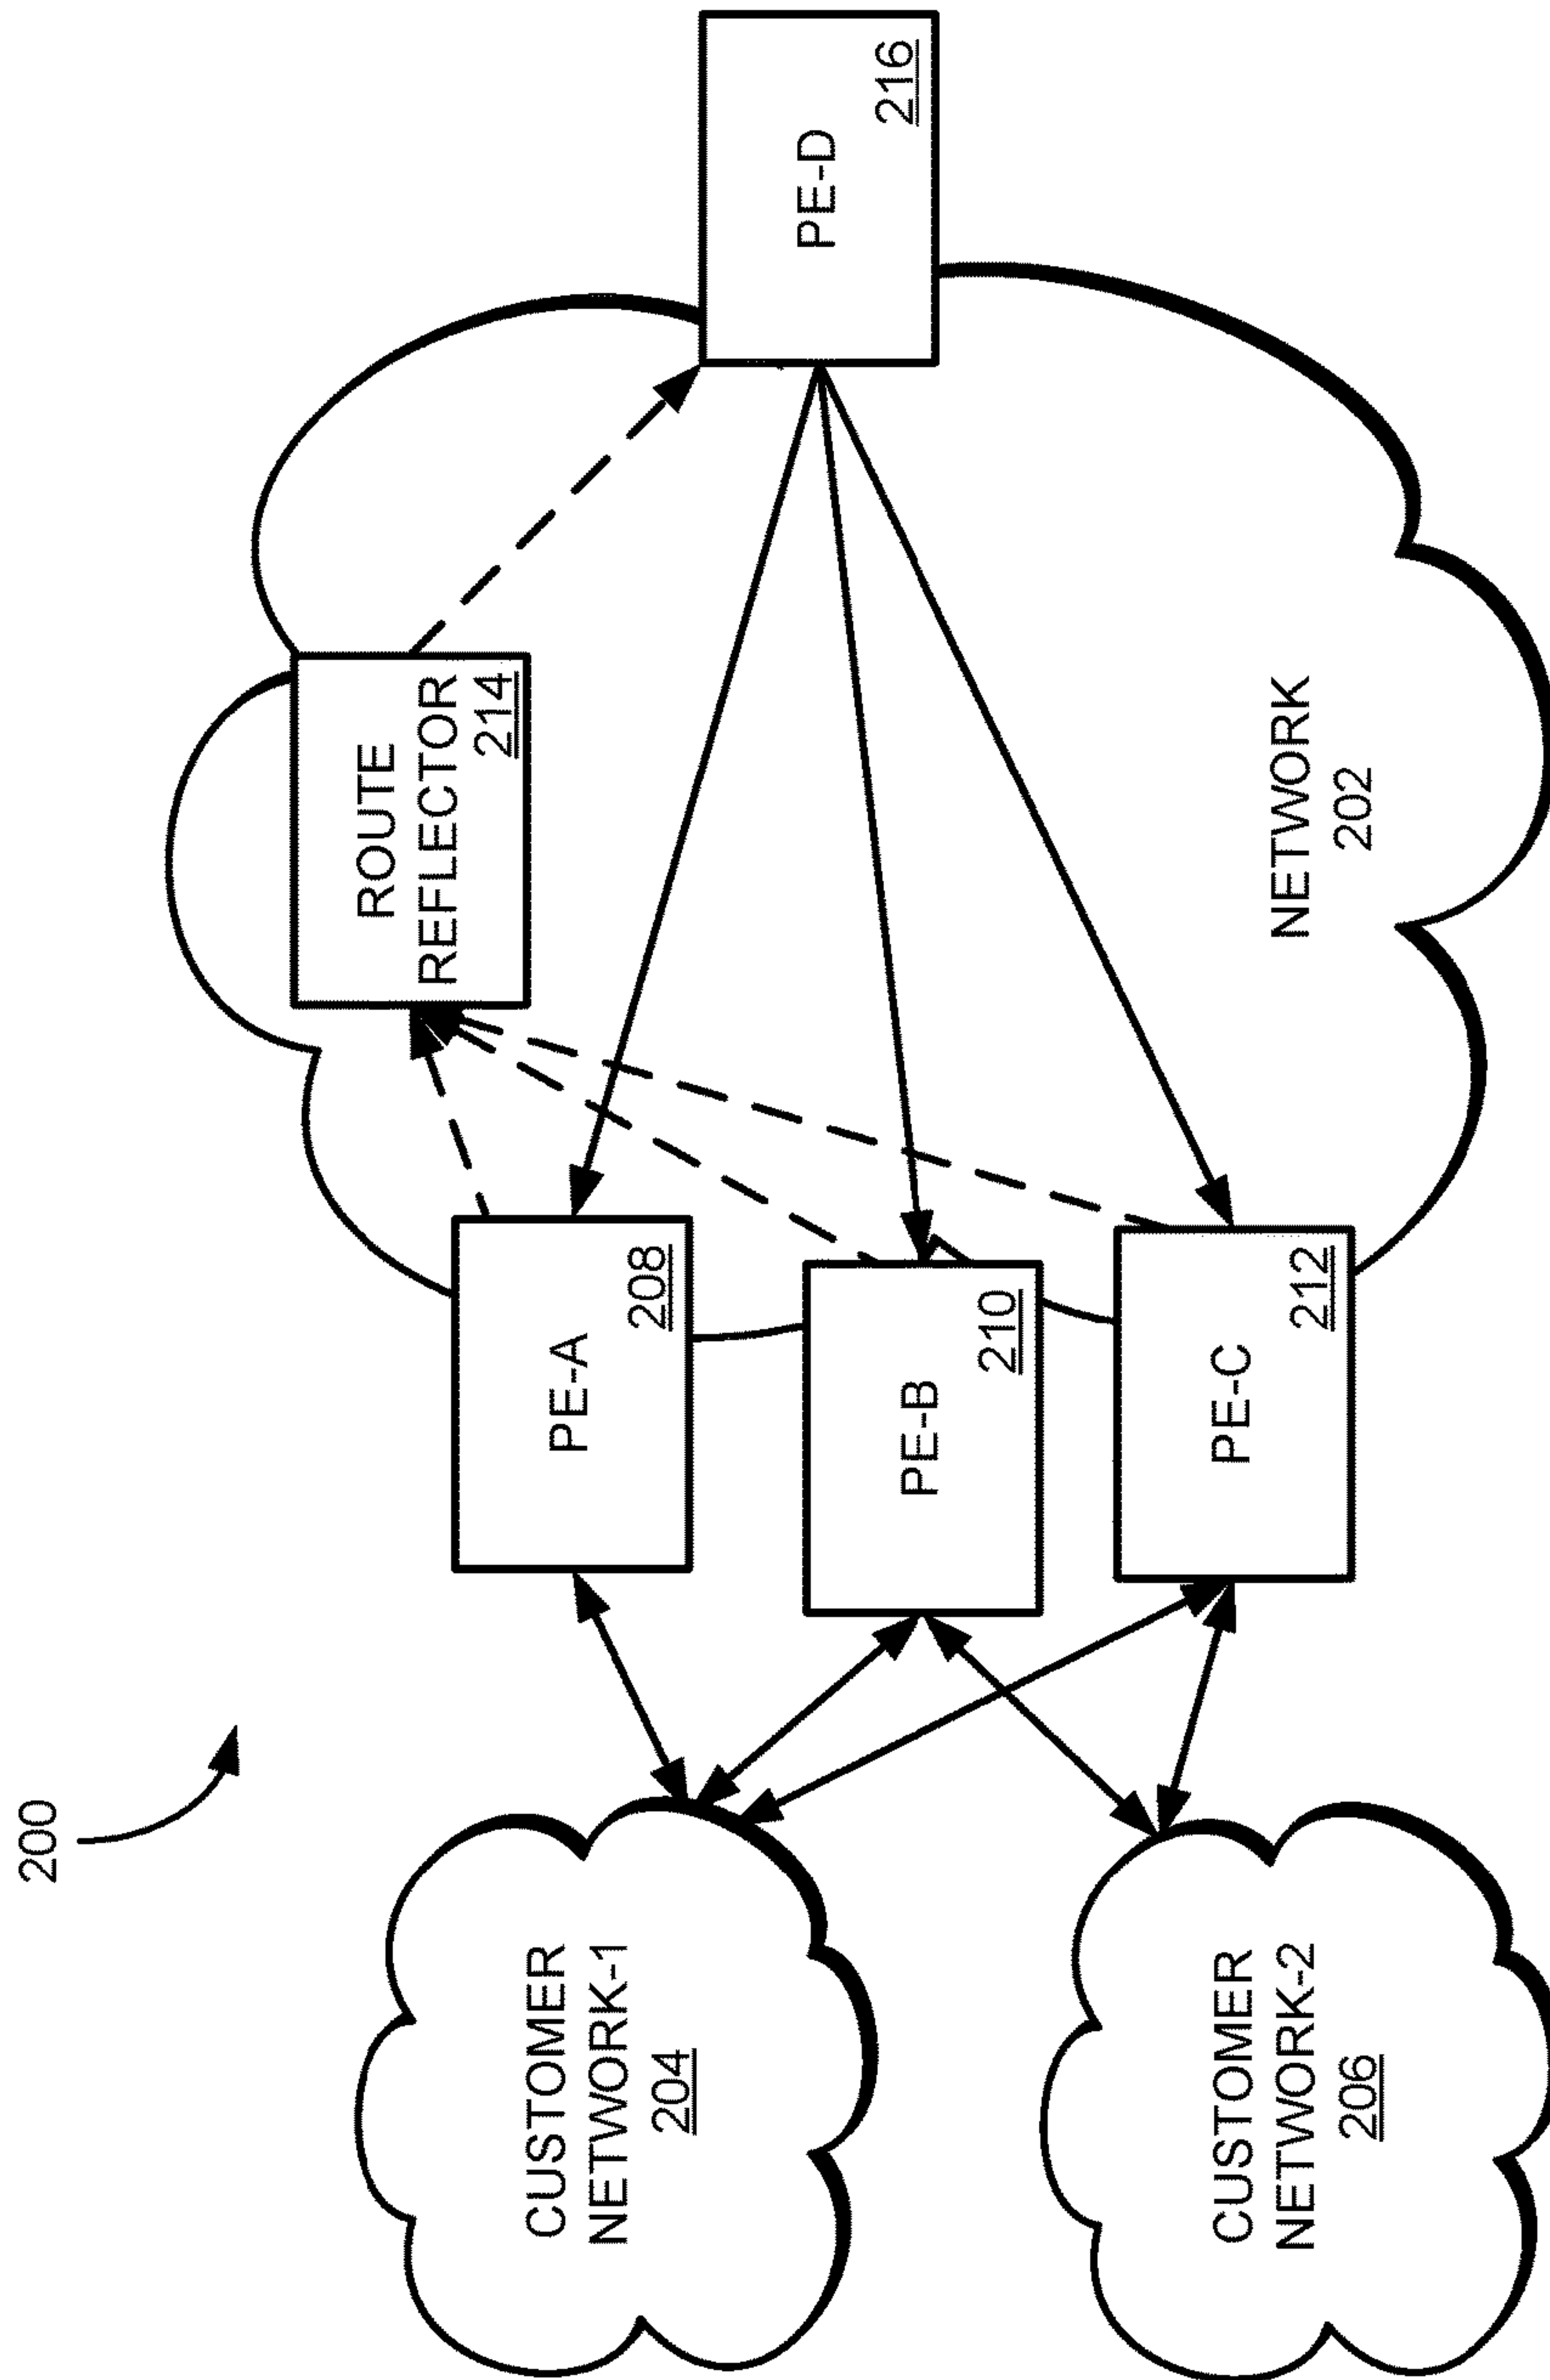 200
CUSTOMER
NETWORK-1
204
CUSTOMER
NETWORK-2
206
PE-A
208
PE-B
210
PE-C
212
ROUTE
REFLECTOR
214
NETWORK
202
PE-D
216